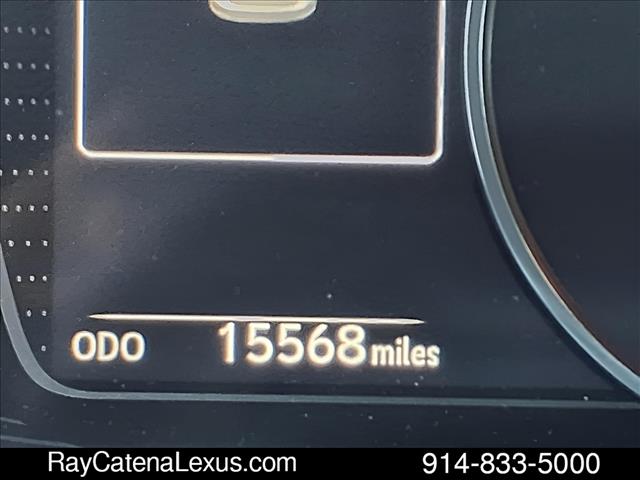 ODO 15568 miles
RayCatenaLexus.com 914-833-5000